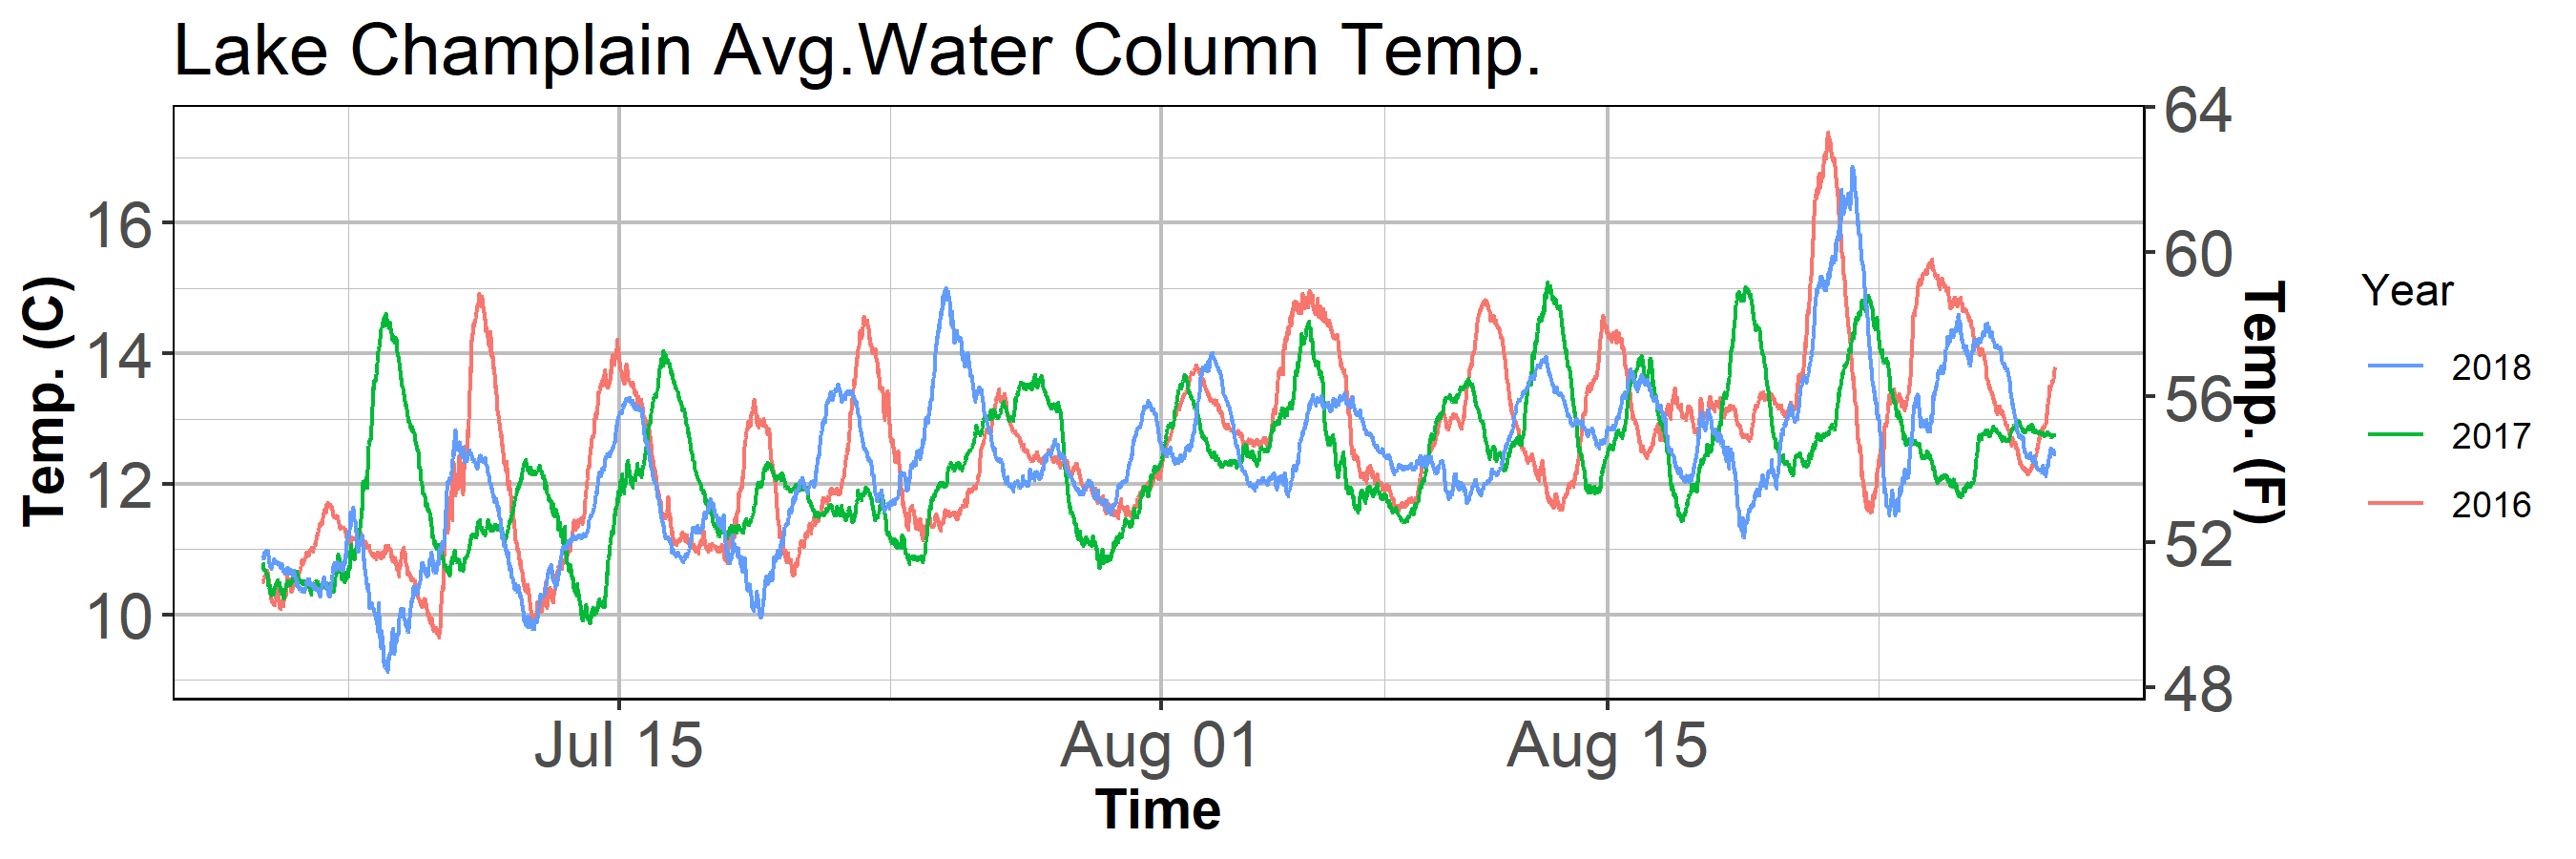 Lake Champlain Avg.Water Column Temp.
Temp. (C)
16
14
12
10
64
60
56
52
48
Temp. (F)
Jul 15
Aug 01
Aug 15
Time
Year
2018
2017
2016